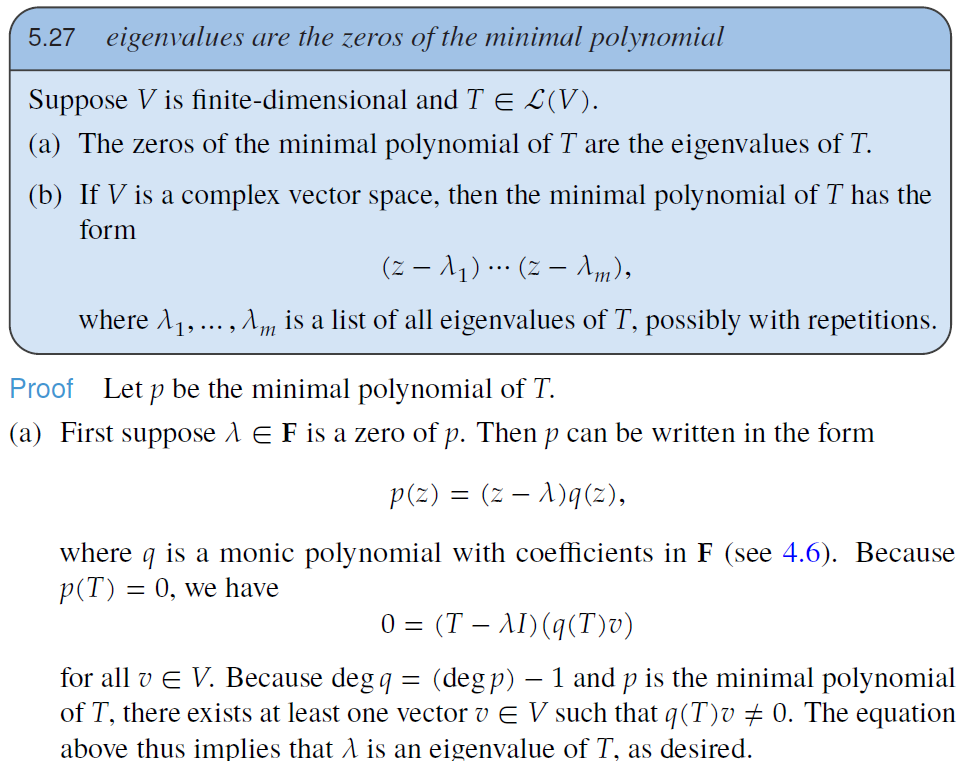 5.27 eigenvalues are the zeros of the minimal polynomial
Suppose V is finite-dimensional and T ∈ ℒ(V).
(a) The zeros of the minimal polynomial of T are the eigenvalues of T.
(b) If V is a complex vector space, then the minimal polynomial of T has the
form
(z − λ₁) ⋯ (z − λₘ),
where λ₁, … , λₘ is a list of all eigenvalues of T, possibly with repetitions.
Proof Let p be the minimal polynomial of T.
(a) First suppose λ ∈ F is a zero of p. Then p can be written in the form
p(z) = (z − λ)q(z),
where q is a monic polynomial with coefficients in F (see 4.6). Because
p(T) = 0, we have
0 = (T − λI)(q(T)v)
for all v ∈ V. Because deg q = (deg p) − 1 and p is the minimal polynomial
of T, there exists at least one vector v ∈ V such that q(T)v ≠ 0. The equation
above thus implies that λ is an eigenvalue of T, as desired.